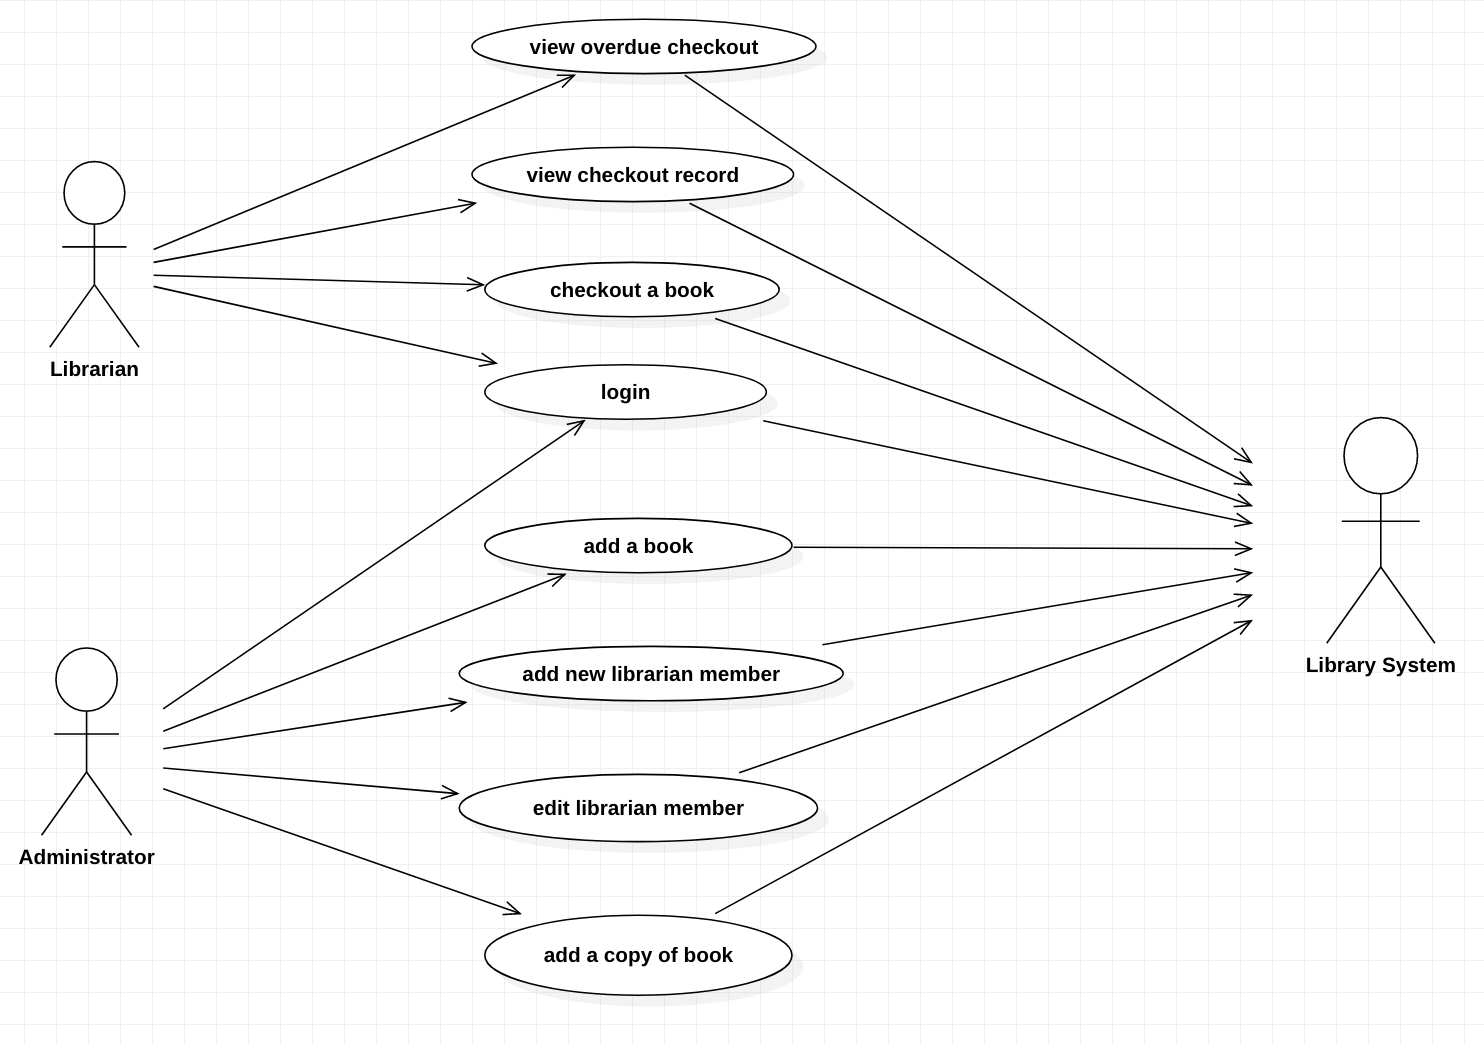 view overdue checkout
view checkout record
checkout a book
Librarian
login
add a book
add new librarian member
Library System
edit librarian member
Administrator
add a copy of book